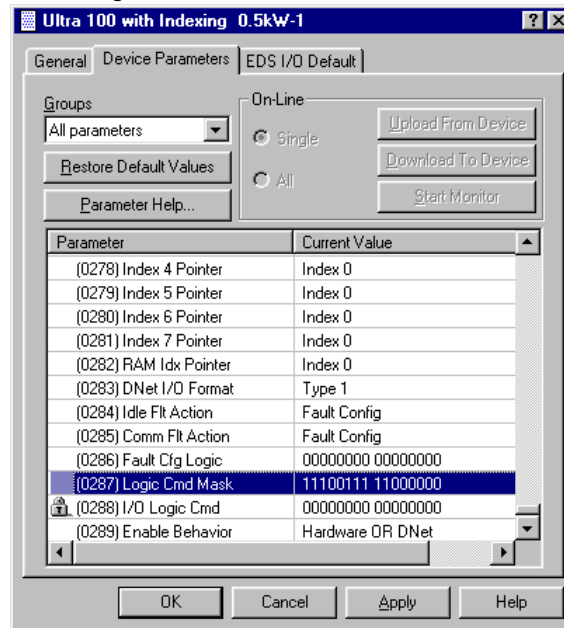 Ultra 100 with Indexing 0.5kW-1
General Device Parameters EDS I/O Default
Groups
All parameters
Restore Default Values
Parameter Help...
On-Line
Single
All
Upload From Device
Download To Device
Start Monitor
Parameter Current Value
(0278) Index 4 Pointer Index 0
(0279) Index 5 Pointer Index 0
(0280) Index 6 Pointer Index 0
(0281) Index 7 Pointer Index 0
(0282) RAM Idx Pointer Index 0
(0283) DNet I/O Format Type 1
(0284) Idle Flt Action Fault Config
(0285) Comm Flt Action Fault Config
(0286) Fault Cfg Logic 00000000 00000000
(0287) Logic Cmd Mask 11100111 11000000
(0288) I/O Logic Cmd 00000000 00000000
(0289) Enable Behavior Hardware OR DNet
OK Cancel Apply Help